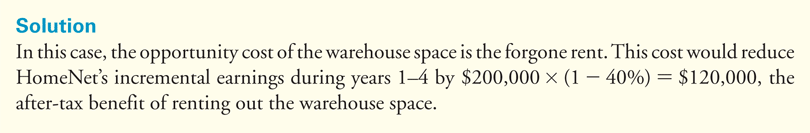 Solution
In this case, the opportunity cost of the warehouse space is the forgone rent. This cost would reduce
HomeNet's incremental earnings during years 1–4 by $200,000 × (1 − 40%) = $120,000, the
after-tax benefit of renting out the warehouse space.